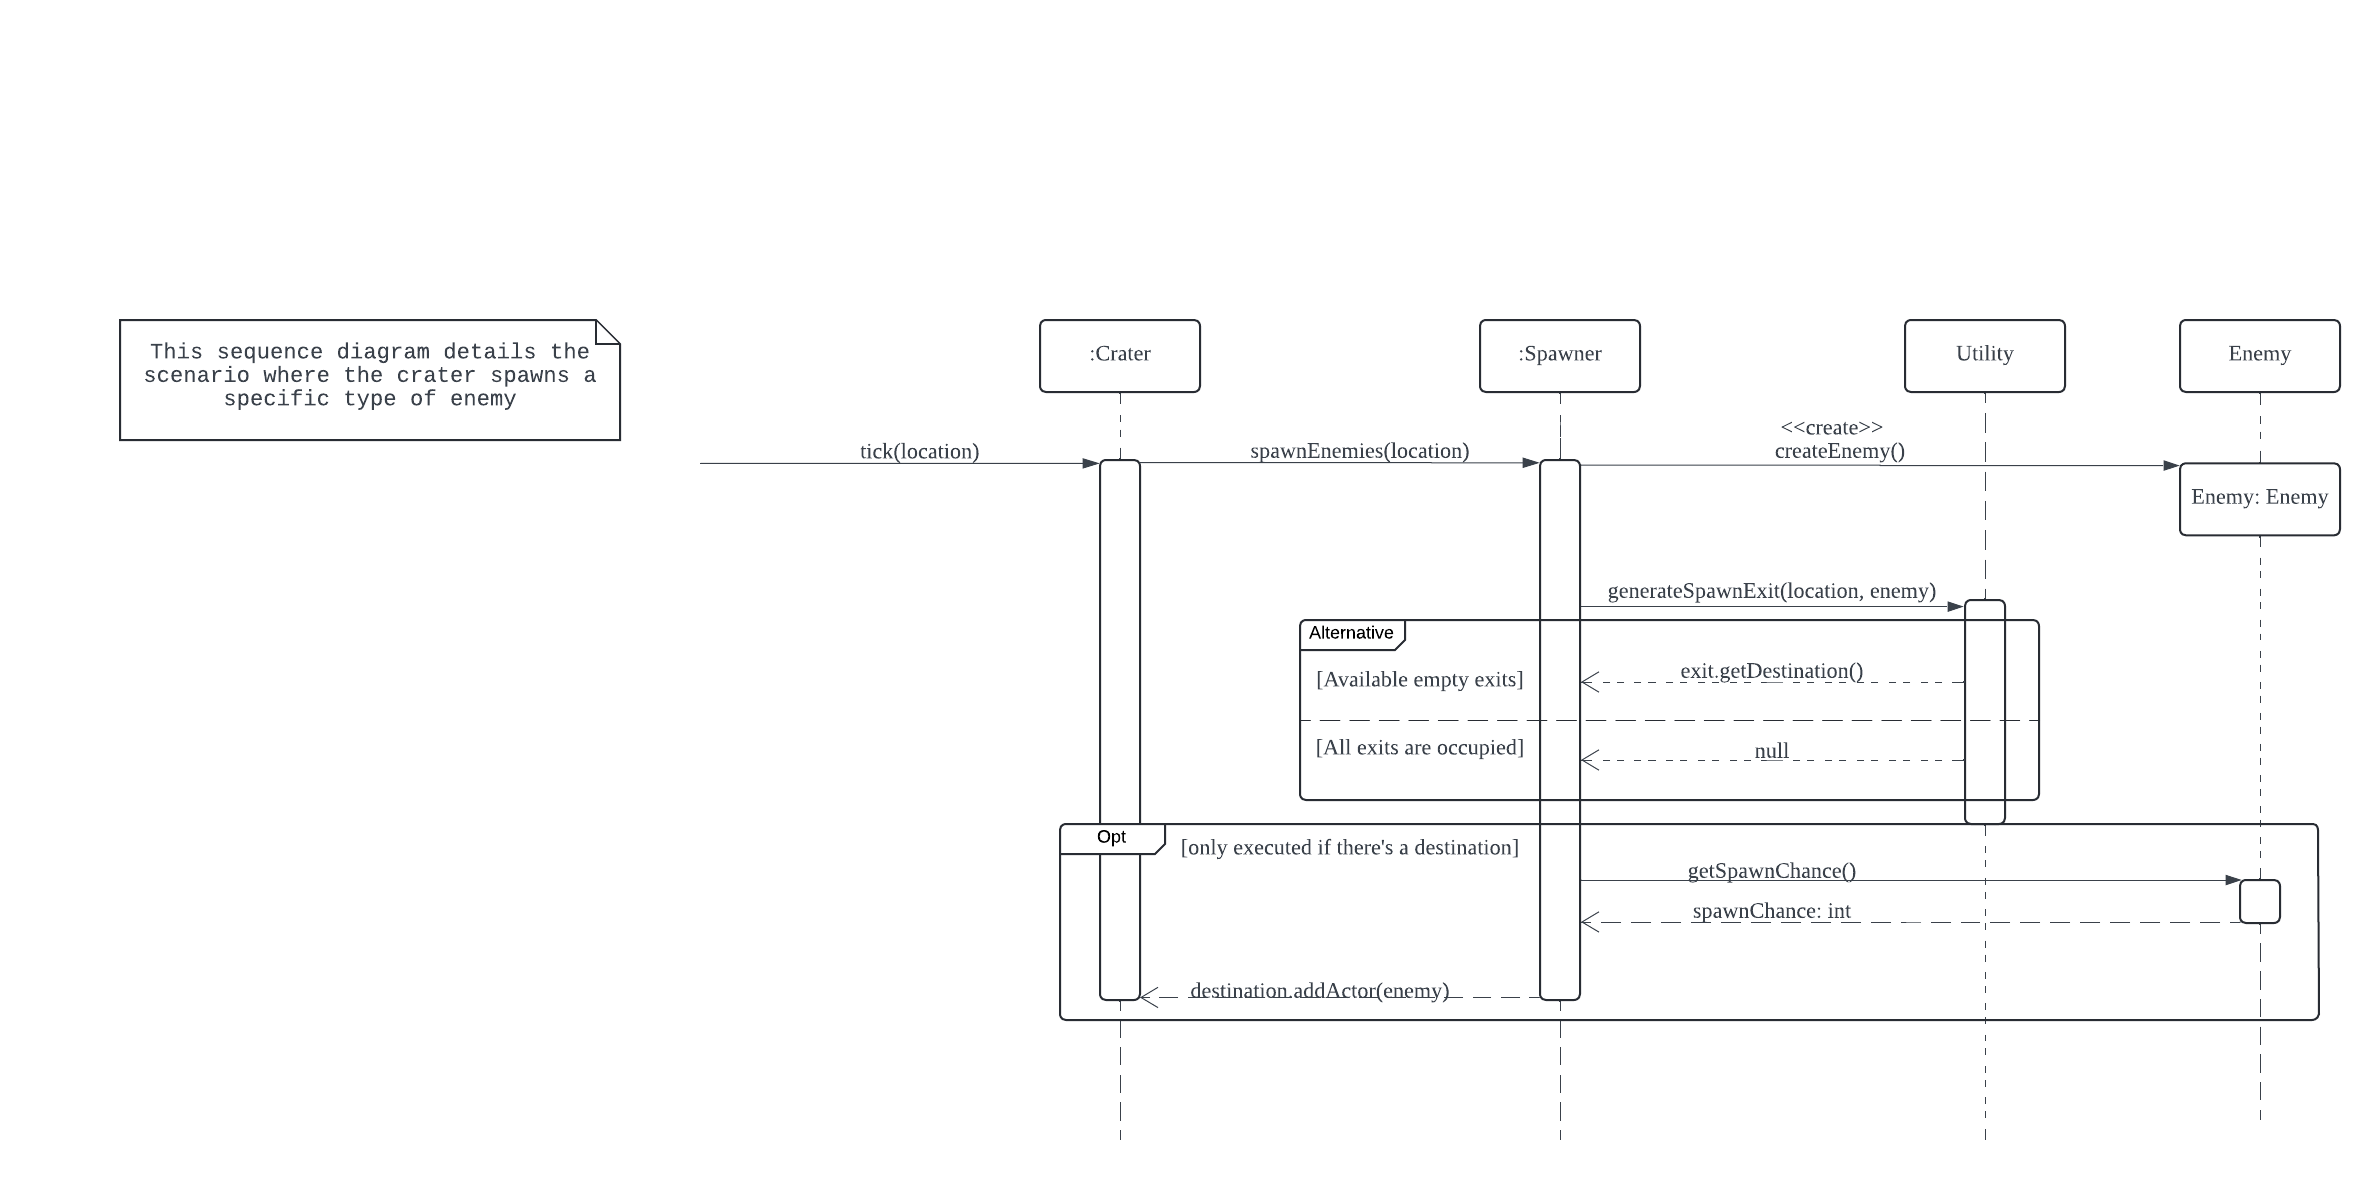 This sequence diagram details the
scenario where the crater spawns a
specific type of enemy
:Crater
:Spawner
Utility
Enemy
tick(location)
spawnEnemies(location)
<<create>>
createEnemy()
Enemy: Enemy
generateSpawnExit(location, enemy)
Alternative
[Available empty exits]
exit.getDestination()
[All exits are occupied]
null
Opt
[only executed if there's a destination]
getSpawnChance()
spawnChance: int
destination.addActor(enemy)